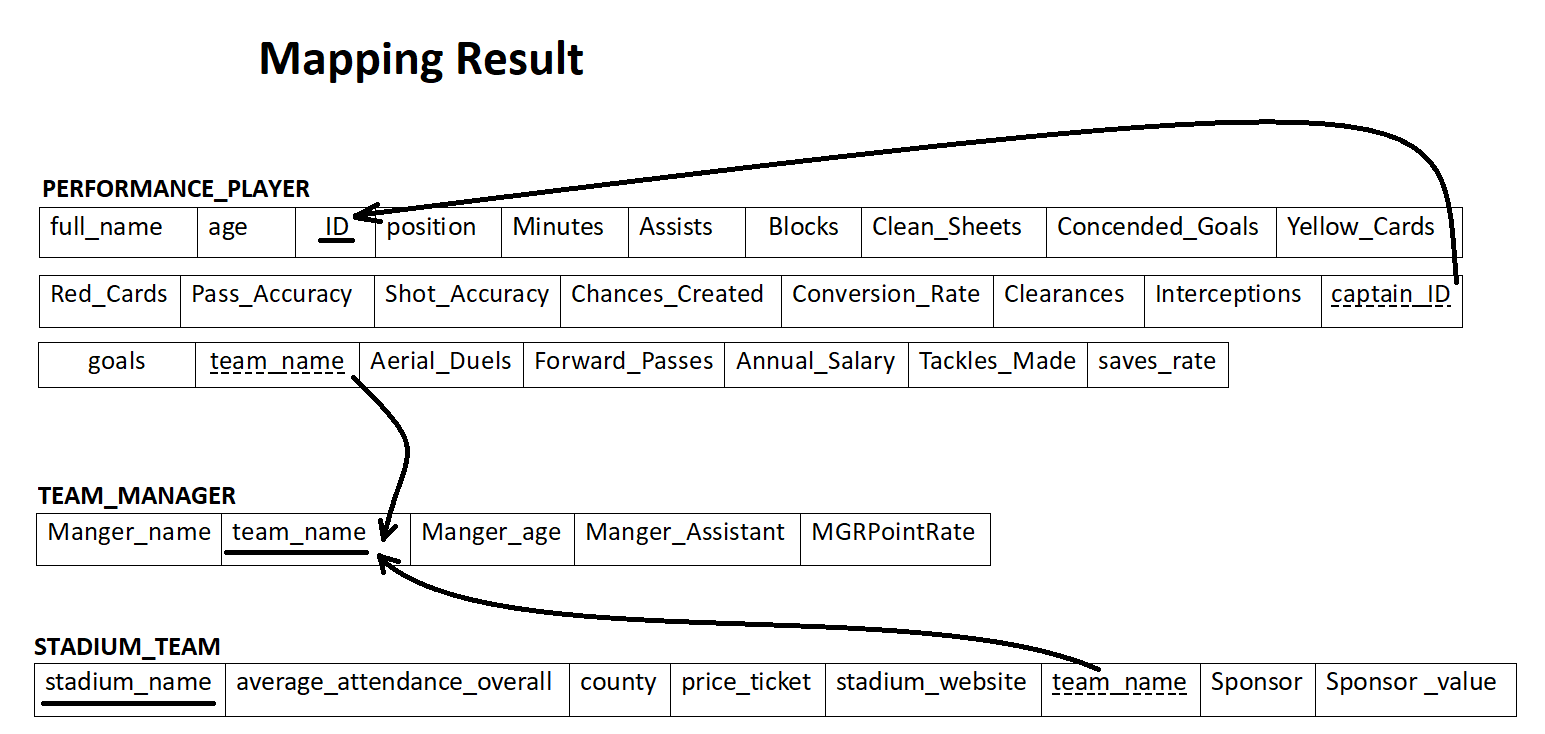 Mapping Result
PERFORMANCE_PLAYER
full_name age ID position Minutes Assists Blocks Clean_Sheets Concended_Goals Yellow_Cards
Red_Cards Pass_Accuracy Shot_Accuracy Chances_Created Conversion_Rate Clearances Interceptions captain_ID
goals team_name Aerial_Duels Forward_Passes Annual_Salary Tackles_Made saves_rate
TEAM_MANAGER
Manger_name team_name Manger_age Manger_Assistant MGRPointRate
STADIUM_TEAM
stadium_name average_attendance_overall county price_ticket stadium_website team_name Sponsor Sponsor _value